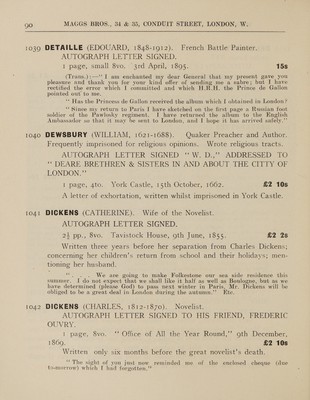 90 MAGGS BROS., 34 & 35, CONDUIT STREET, LONDON, W.
1039 DETAILLE (EDOUARD, 1848-1912). French Battle Painter.
AUTOGRAPH LETTER SIGNED.
1 page, small 8vo. 3rd April, 1895. 15s
(Trans.):—"I am enchanted my dear General that my present gave you
pleasure and thank you for your kind offer of sending me a sabre; but I have
rectified the error which I committed and which H.R.H. the Prince de Gallon
pointed out to me.
"Has the Princess de Gallon received the album which I obtained in London?
"Since my return to Paris I have sketched on the first page a Russian foot
soldier of the Pawlosky regiment. I have returned the album to the English
Ambassador so that it may be sent to London, and I hope it has arrived safely."
1040 DEWSBURY (WILLIAM, 1621-1688). Quaker Preacher and Author.
Frequently imprisoned for religious opinions. Wrote religious tracts.
AUTOGRAPH LETTER SIGNED "W. D.," ADDRESSED TO
"DEARE BRETHREN & SISTERS IN AND ABOUT THE CITTY OF
LONDON."
1 page, 4to. York Castle, 15th October, 1662. £2 10s
A letter of exhortation, written whilst imprisoned in York Castle.
1041 DICKENS (CATHERINE). Wife of the Novelist.
AUTOGRAPH LETTER SIGNED.
2½ pp., 8vo. Tavistock House, 9th June, 1855. £2 2s
Written three years before her separation from Charles Dickens;
concerning her children's return from school and their holidays; men-
tioning her husband.
" . . . We are going to make Folkestone our sea side residence this
summer. I do not expect that we shall like it half as well as Boulogne, but as we
have determined (please God) to pass next winter in Paris, Mr. Dickens will be
obliged to be a great deal in London during the autumn." Etc.
1042 DICKENS (CHARLES, 1812-1870). Novelist.
AUTOGRAPH LETTER SIGNED TO HIS FRIEND, FREDERIC
OUVRY.
1 page, 8vo. "Office of All the Year Round," 9th December,
1869. £2 10s
Written only six months before the great novelist's death.
"The sight of you just now reminded me of the enclosed cheque (due
to-morrow) which I had forgotten."